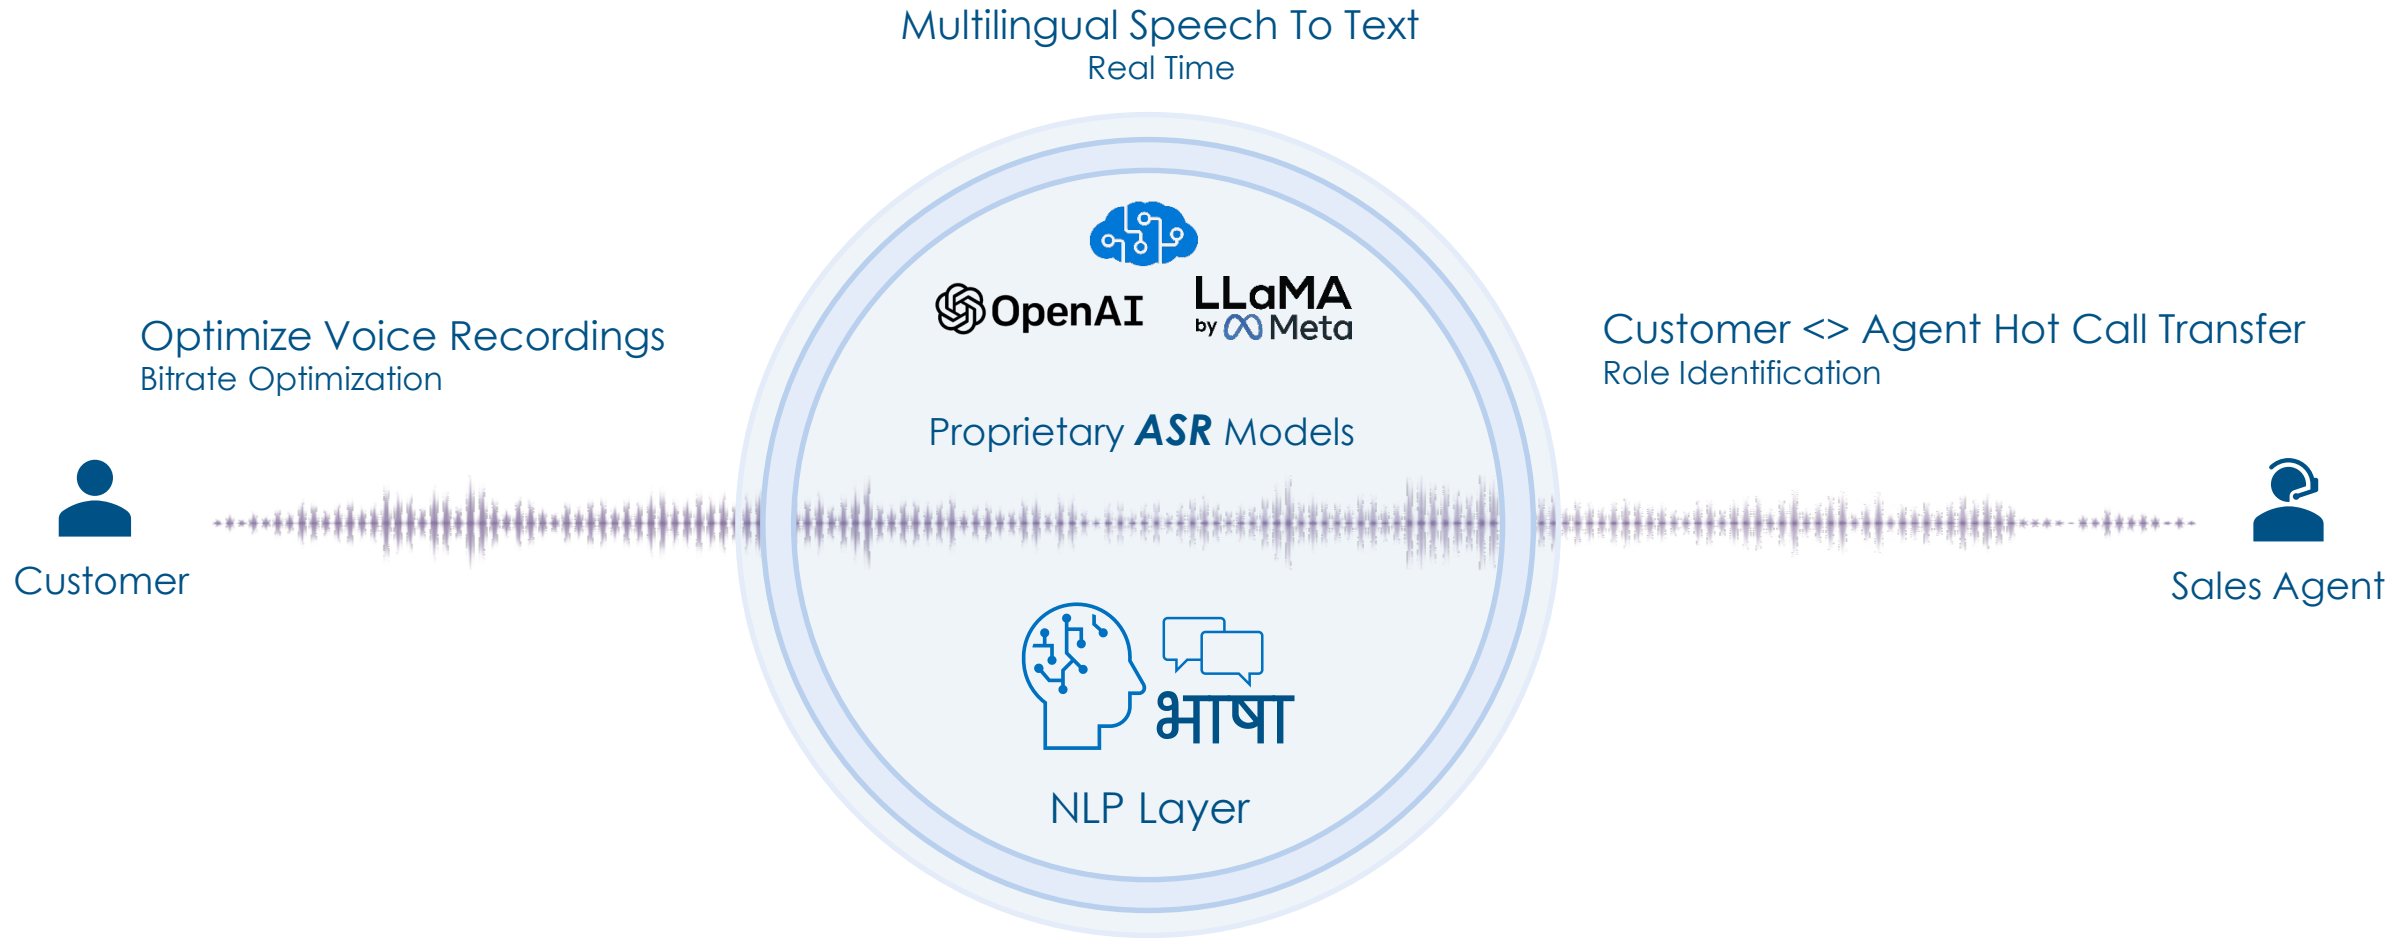 Multilingual Speech To Text
Real Time
OpenAI
LLaMA
by Meta
Optimize Voice Recordings
Bitrate Optimization
Customer <> Agent Hot Call Transfer
Role Identification
Proprietary ASR Models
Customer
Sales Agent
भाषा
NLP Layer